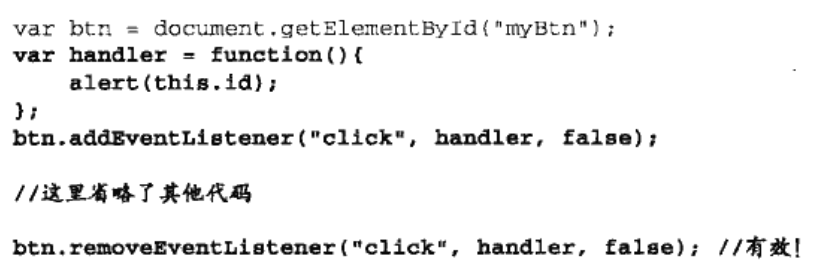 var btn = document.getElementById("myBtn");
var handler = function(){
    alert(this.id);
};
btn.addEventListener("click", handler, false);
//这里省略了其他代码
btn.removeEventListener("click", handler, false); //有效!